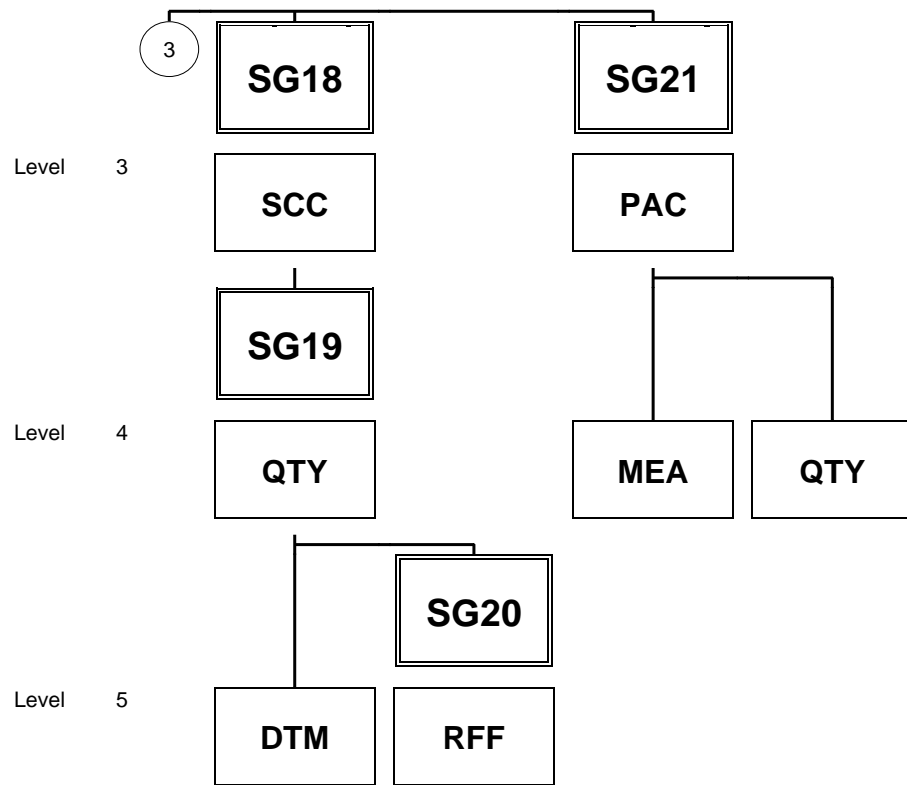 3
SG18 SG21
Level 3
SCC PAC
SG19
Level 4
QTY MEA QTY
SG20
Level 5
DTM RFF